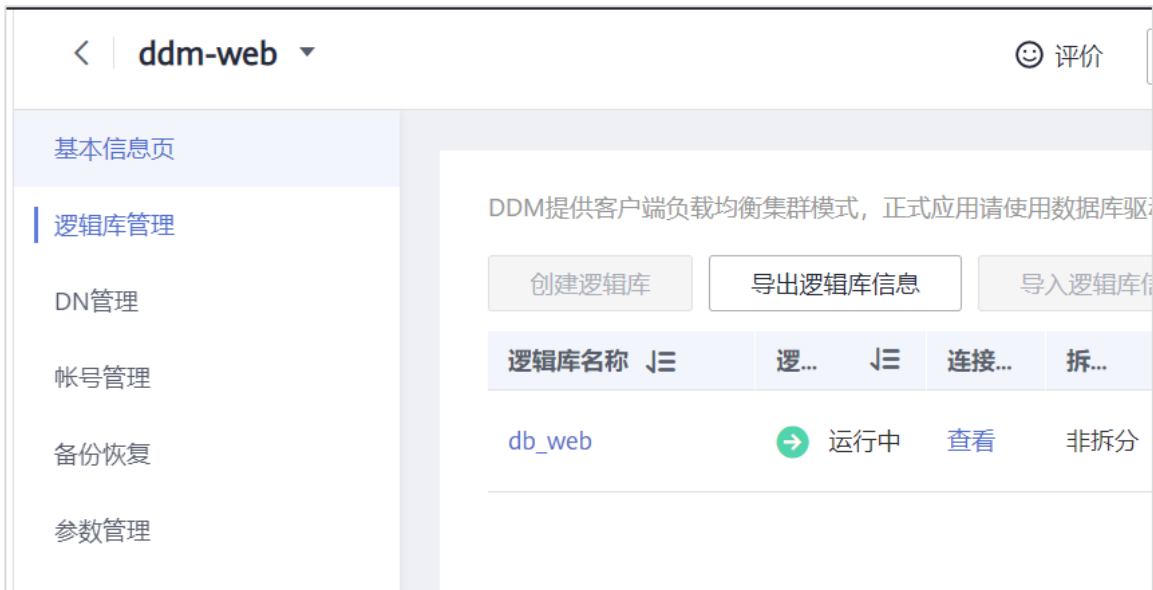 ddm-web
评价
基本信息页
逻辑库管理
DN管理
帐号管理
备份恢复
参数管理
DDM提供客户端负载均衡集群模式，正式应用请使用数据库驱
创建逻辑库 导出逻辑库信息 导入逻辑库
逻辑库名称 逻... 连接... 拆...
db_web 运行中 查看 非拆分